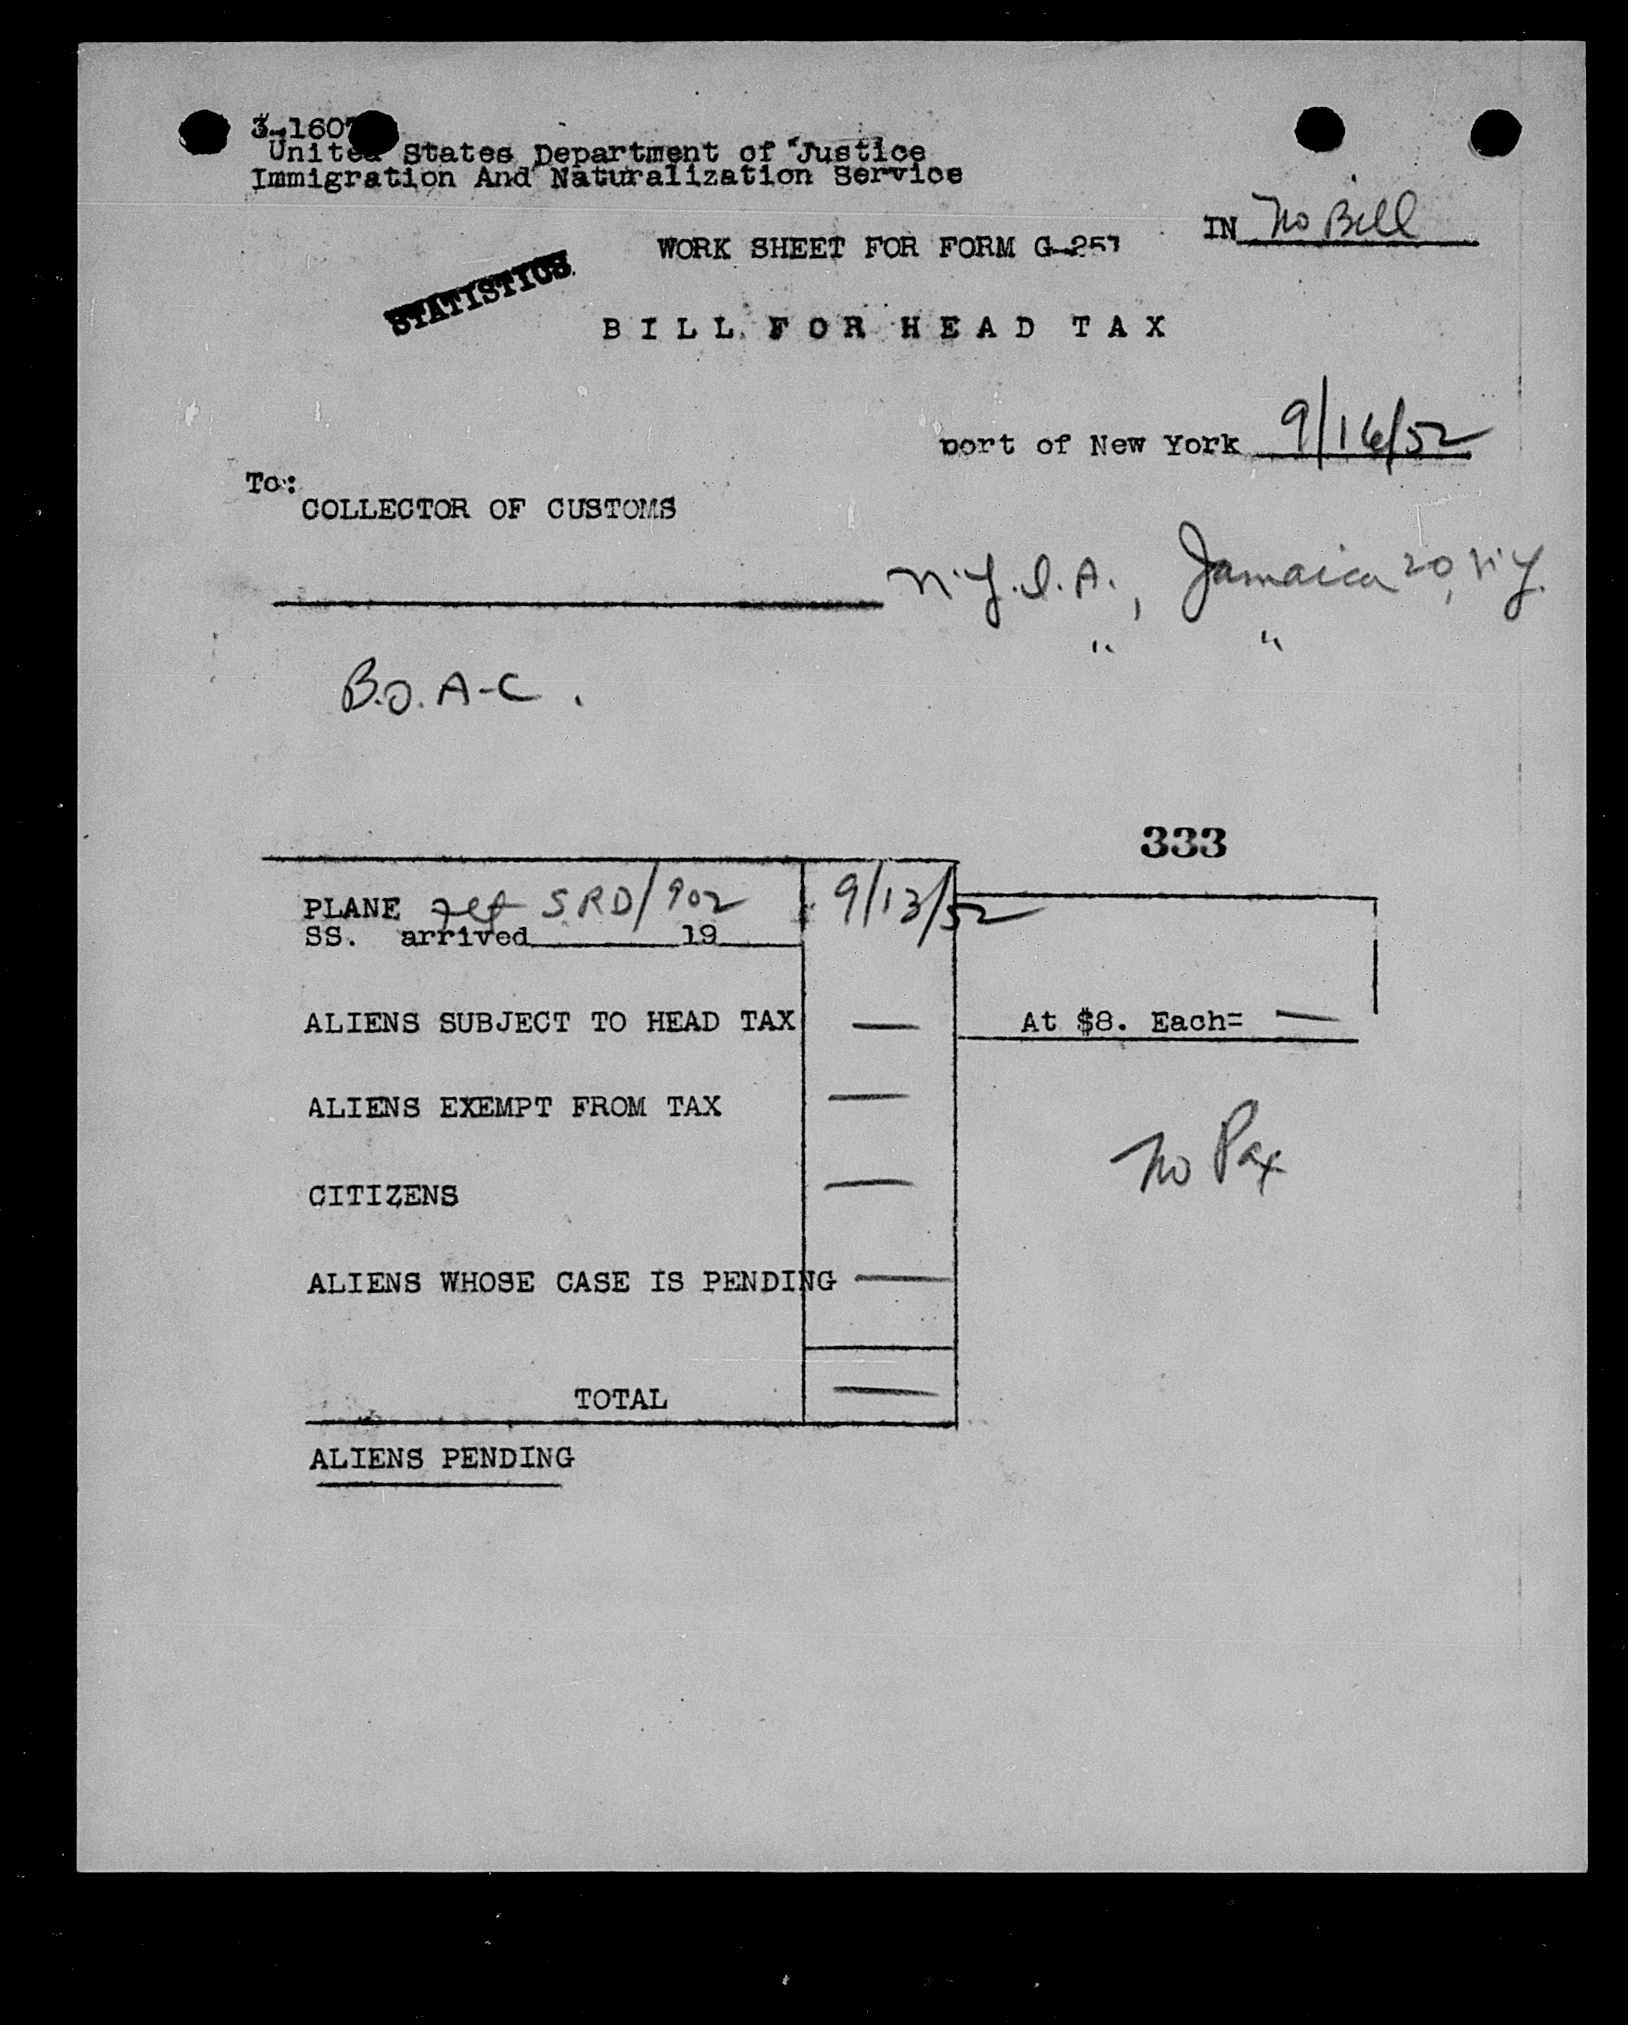 3-1607
United States Department of Justice
Immigration And Naturalization Service
IN No Bill
WORK SHEET FOR FORM G-257
STATISTICS
BILL FOR HEAD TAX
port of New York 9/16/52
To:
COLLECTOR OF CUSTOMS
N.Y.I.A., Jamaica 20, N.Y.
" "
B.O.A-C.
333
PLANE flt SRD/902 9/13/52
SS. arrived 19
ALIENS SUBJECT TO HEAD TAX — At $8. Each= —
ALIENS EXEMPT FROM TAX —
No Pax
CITIZENS —
ALIENS WHOSE CASE IS PENDING —
TOTAL —
ALIENS PENDING